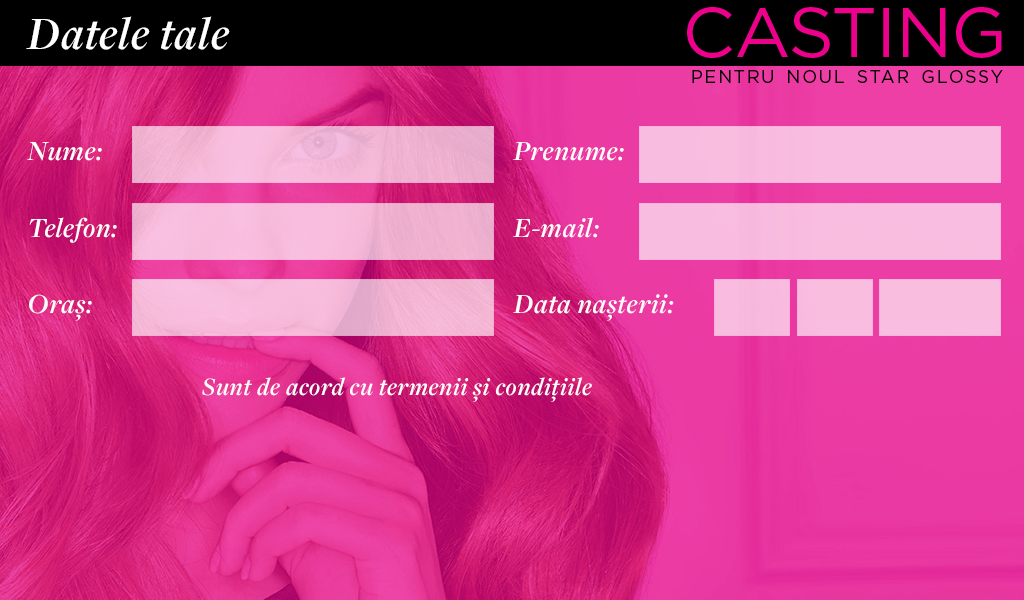 Datele tale
CASTING
PENTRU NOUL STAR GLOSSY
Nume:
Prenume:
Telefon:
E-mail:
Oraș:
Data nașterii:
Sunt de acord cu termenii și condițiile